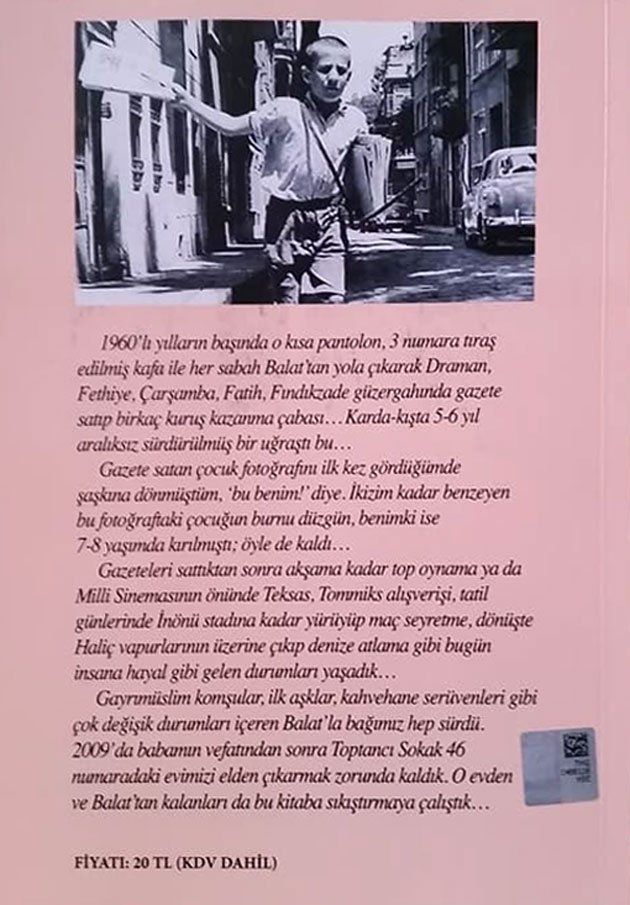 1960'lı yılların başında o kısa pantolon, 3 numara tıraş
edilmiş kafa ile her sabah Balat'tan yola çıkarak Draman,
Fethiye, Çarşamba, Fatih, Fındıkzade güzergahında gazete
satıp birkaç kuruş kazanma çabası…Karda-kışta 5-6 yıl
aralıksız sürdürülmüş bir uğraştı bu…
Gazete satan çocuk fotoğrafını ilk kez gördüğümde
şaşkına dönmüştüm, 'bu benim!' diye. İkizim kadar benzeyen
bu fotoğraftaki çocuğun burnu düzgün, benimki ise
7-8 yaşımda kırılmıştı; öyle de kaldı…
Gazeteleri sattıktan sonra akşama kadar top oynama ya da
Milli Sinemasının önünde Teksas, Tommiks alışverişi, tatil
günlerinde İnönü stadına kadar yürüyüp maç seyretme, dönüşte
Haliç vapurlarının üzerine çıkıp denize atlama gibi bugün
insana hayal gibi gelen durumları yaşadık…
Gayrımüslim komşular, ilk aşklar, kahvehane serüvenleri gibi
çok değişik durumları içeren Balat'la bağımız hep sürdü.
2009'da babamın vefatından sonra Toptancı Sokak 46
numaradaki evimizi elden çıkarmak zorunda kaldık. O evden
ve Balat'tan kalanları da bu kitaba sıkıştırmaya çalıştık…
FİYATI: 20 TL (KDV DAHİL)